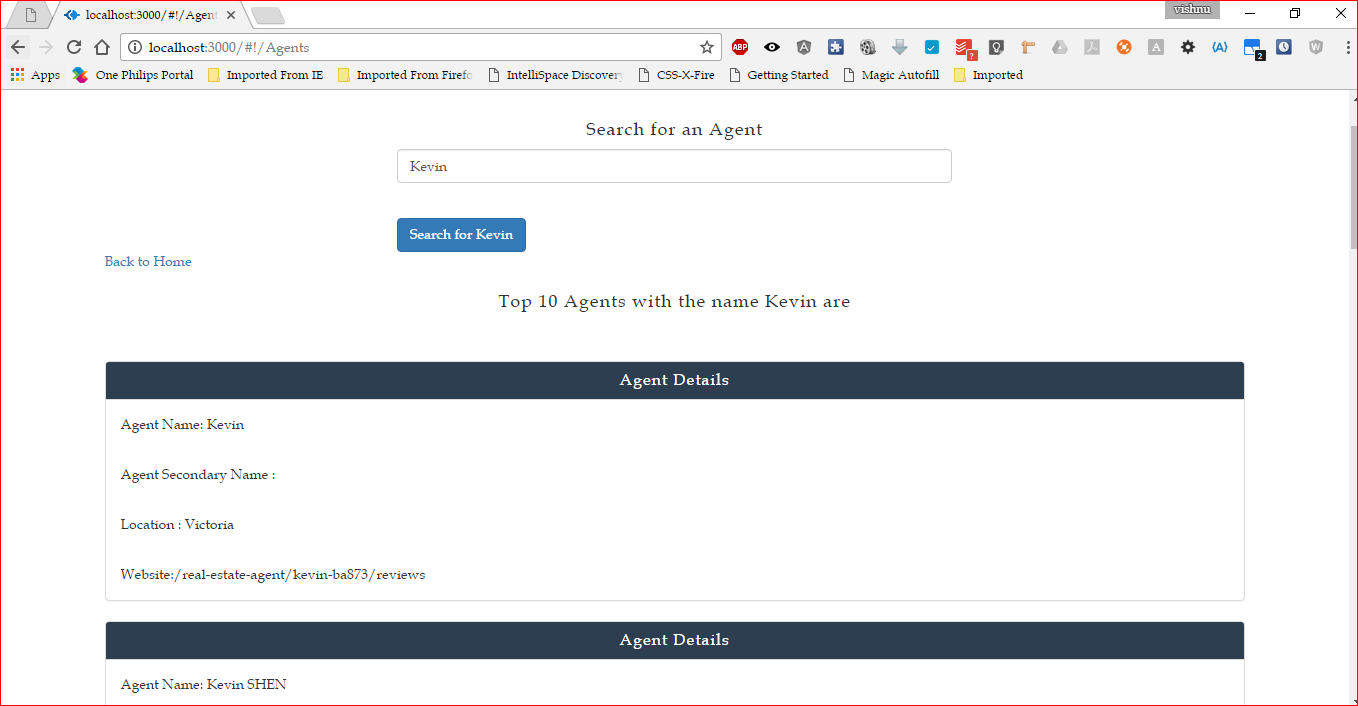 localhost:3000/#!/Agent
vishnu
localhost:3000/#!/Agents
ABP
A
?
A
(A)
2
W
Apps
One Philips Portal
Imported From IE
Imported From Firefo
IntelliSpace Discovery
CSS-X-Fire
Getting Started
Magic Autofill
Imported
Search for an Agent
Kevin
Search for Kevin
Back to Home
Top 10 Agents with the name Kevin are
Agent Details
Agent Name: Kevin
Agent Secondary Name :
Location : Victoria
Website:/real-estate-agent/kevin-ba873/reviews
Agent Details
Agent Name: Kevin SHEN